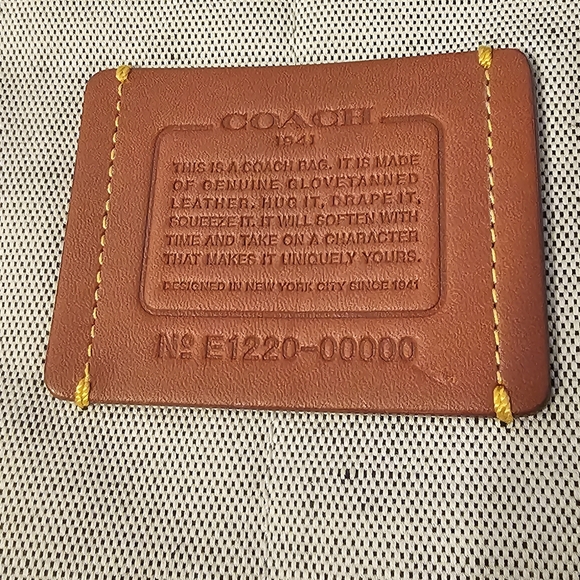 COACH
1941
THIS IS A COACH BAG. IT IS MADE
OF GENUINE GLOVETANNED
LEATHER. HUG IT, DRAPE IT,
SQUEEZE IT. IT WILL SOFTEN WITH
TIME AND TAKE ON A CHARACTER
THAT MAKES IT UNIQUELY YOURS.
DESIGNED IN NEW YORK CITY SINCE 1941
Nº E1220-00000